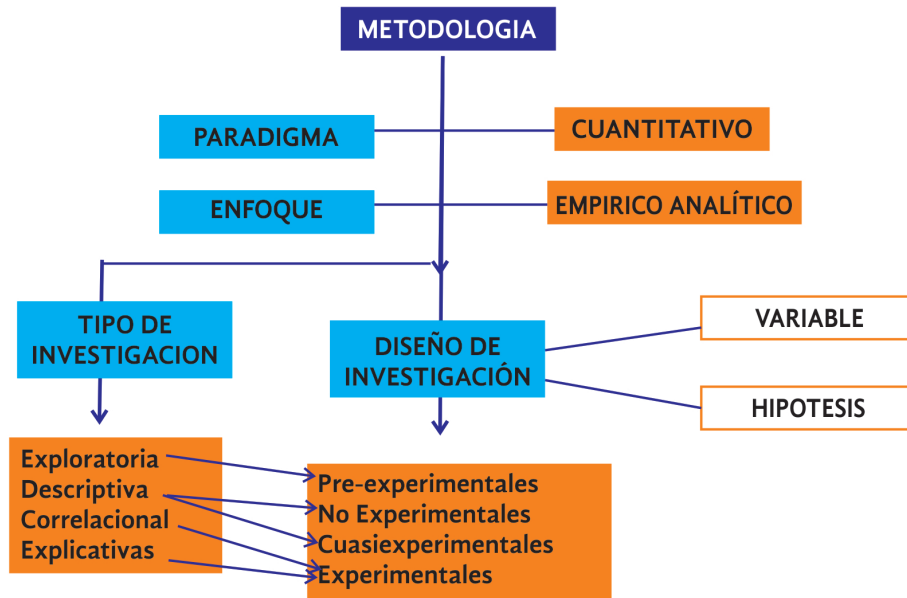 METODOLOGIA
PARADIGMA
CUANTITATIVO
ENFOQUE
EMPIRICO ANALÍTICO
TIPO DE
INVESTIGACION
DISEÑO DE
INVESTIGACIÓN
VARIABLE
HIPOTESIS
Exploratoria
Descriptiva
Correlacional
Explicativas
Pre-experimentales
No Experimentales
Cuasiexperimentales
Experimentales